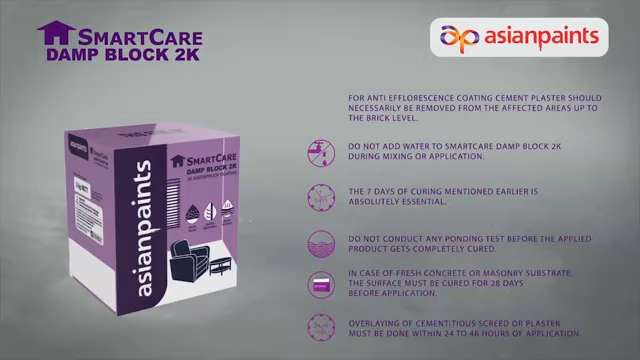 SMARTCARE
DAMP BLOCK 2K
asianpaints
FOR ANTI EFFLORESCENCE COATING CEMENT PLASTER SHOULD
NECESSARILY BE REMOVED FROM THE AFFECTED AREAS UP TO
THE BRICK LEVEL.
DO NOT ADD WATER TO SMARTCARE DAMP BLOCK 2K
DURING MIXING OR APPLICATION.
THE 7 DAYS OF CURING MENTIONED EARLIER IS
ABSOLUTELY ESSENTIAL.
DO NOT CONDUCT ANY PONDING TEST BEFORE THE APPLIED
PRODUCT GETS COMPLETELY CURED.
IN CASE OF FRESH CONCRETE OR MASONRY SUBSTRATE,
THE SURFACE MUST BE CURED FOR 28 DAYS
BEFORE APPLICATION.
OVERLAYING OF CEMENTITIOUS SCREED OR PLASTER
MUST BE DONE WITHIN 24 TO 48 HOURS OF APPLICATION.
asianpaints
SMARTCARE
DAMP BLOCK 2K
asianpaints